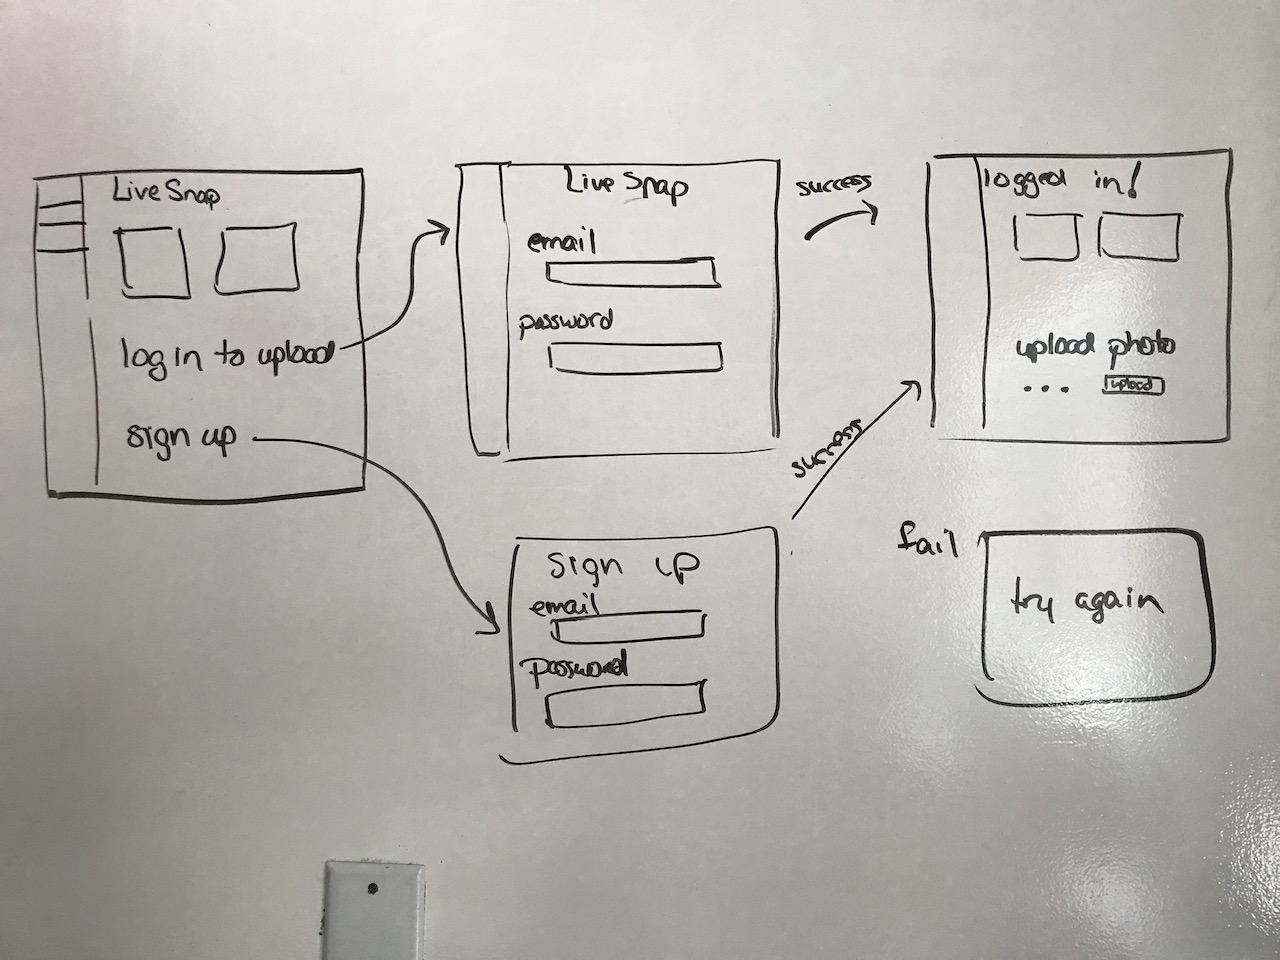 Live Snap
log in to upload
sign up
Live Snap
email
password
success
logged in!
upload photo
... upload
success
sign up
email
password
fail
try again